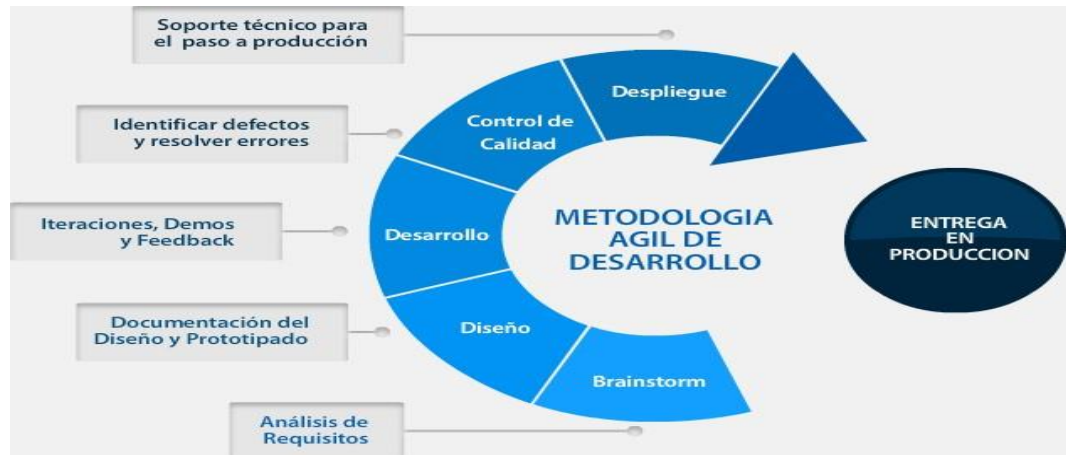 Soporte técnico para
el paso a producción
Despliegue
Identificar defectos
y resolver errores
Control de
Calidad
Iteraciones, Demos
y Feedback
Desarrollo
METODOLOGIA
AGIL DE
DESARROLLO
ENTREGA
EN
PRODUCCION
Documentación del
Diseño y Prototipado
Diseño
Brainstorm
Análisis de
Requisitos